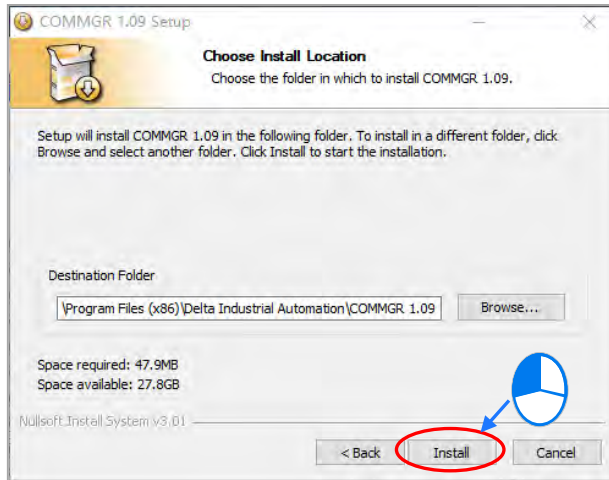 COMMGR 1.09 Setup
Choose Install Location
Choose the folder in which to install COMMGR 1.09.
Setup will install COMMGR 1.09 in the following folder. To install in a different folder, click
Browse and select another folder. Click Install to start the installation.
Destination Folder
\Program Files (x86)\Delta Industrial Automation\COMMGR 1.09
Browse...
Space required: 47.9MB
Space available: 27.8GB
Nullsoft Install System v3.01
< Back Install Cancel